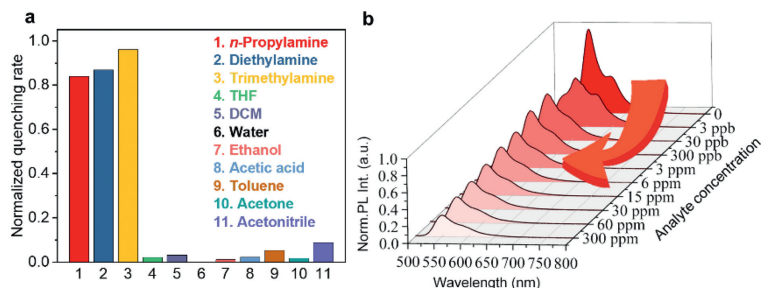 a
Normalized quenching rate
1.0
0.8
0.6
0.4
0.2
0.0
1 2 3 4 5 6 7 8 9 10 11
1. n-Propylamine
2. Diethylamine
3. Trimethylamine
4. THF
5. DCM
6. Water
7. Ethanol
8. Acetic acid
9. Toluene
10. Acetone
11. Acetonitrile
b
Norm.PL Int. (a.u.)
1.0
0.8
0.6
0.4
0.2
0.0
500 550 600 650 700 750 800
Wavelength (nm)
0
3 ppb
30 ppb
300 ppb
3 ppm
6 ppm
15 ppm
30 ppm
60 ppm
300 ppm
Analyte concentration